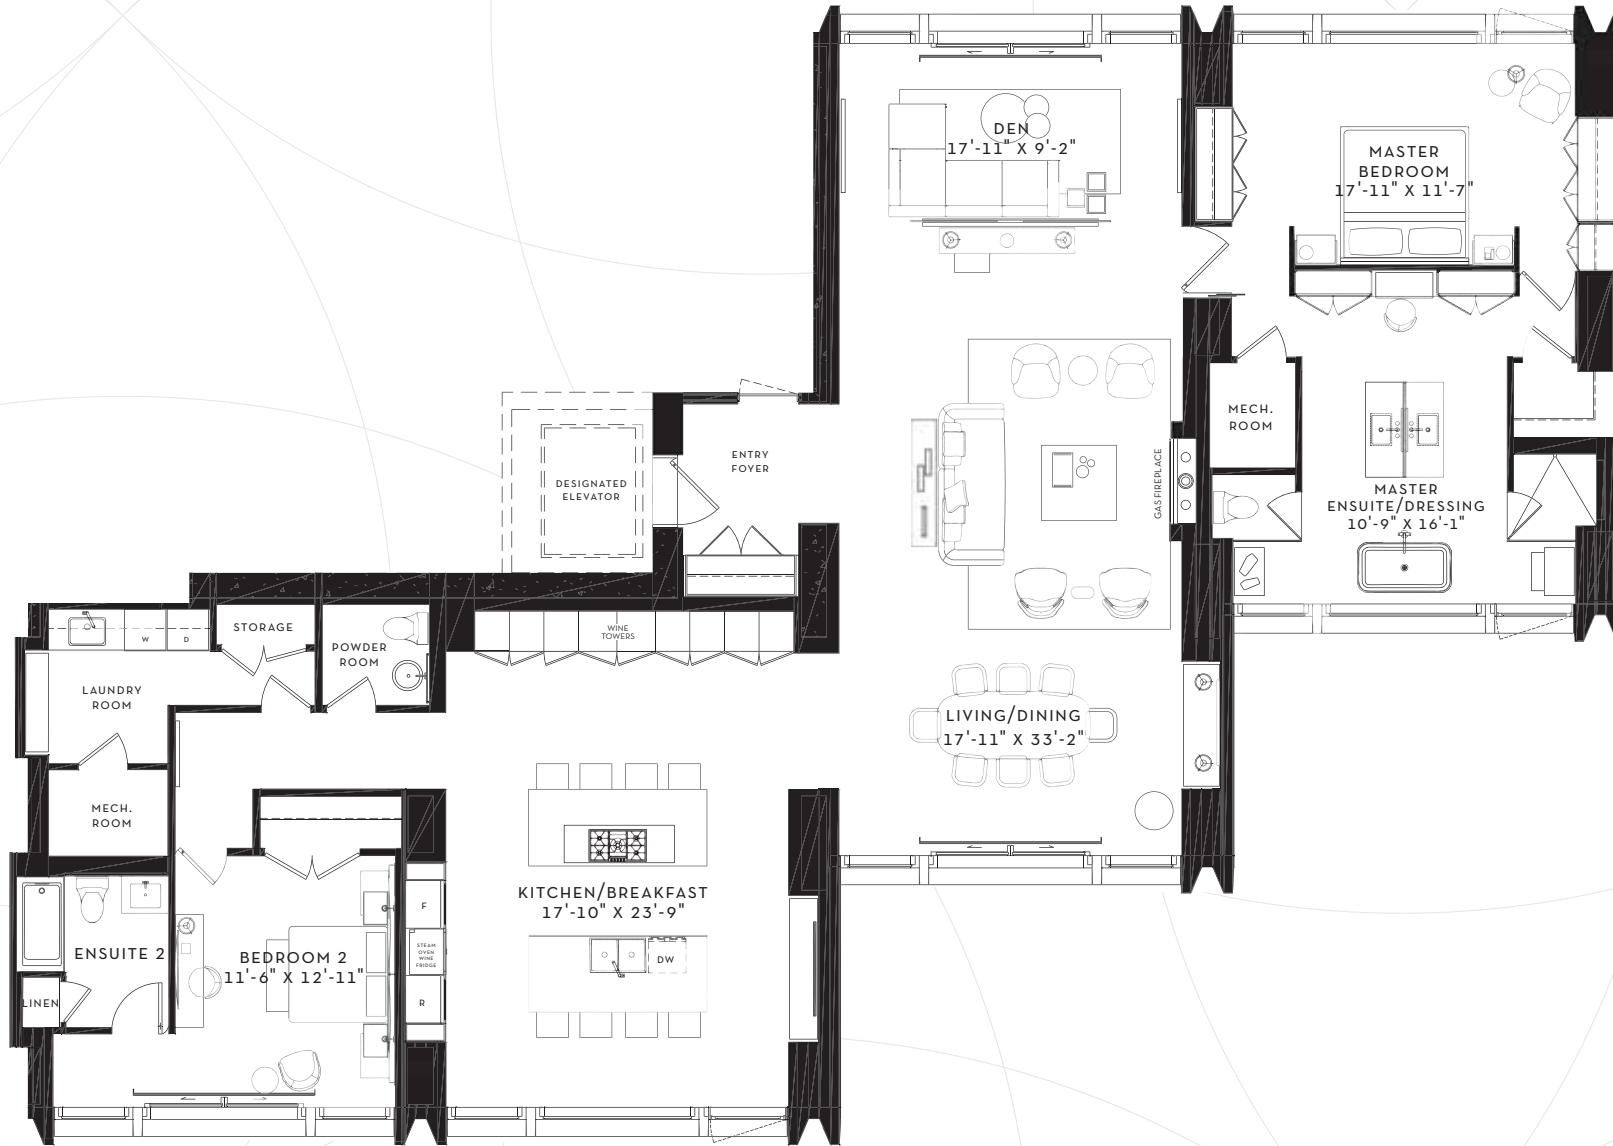 DEN
17'-11" X 9'-2"
MASTER
BEDROOM
17'-11" X 11'-7"
MECH.
ROOM
ENTRY
FOYER
DESIGNATED
ELEVATOR
GAS FIREPLACE
MASTER
ENSUITE/DRESSING
10'-9" X 16'-1"
STORAGE
W
D
WINE
TOWERS
POWDER
ROOM
LAUNDRY
ROOM
LIVING/DINING
17'-11" X 33'-2"
MECH.
ROOM
KITCHEN/BREAKFAST
17'-10" X 23'-9"
F
STEAM
OVEN
WINE
FRIDGE
R
DW
ENSUITE 2
BEDROOM 2
11'-6" X 12'-11"
LINEN